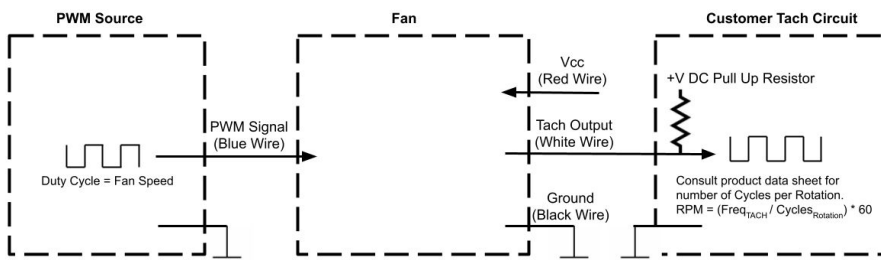 PWM Source
Fan
Customer Tach Circuit
Vcc
(Red Wire)
+V DC Pull Up Resistor
PWM Signal
(Blue Wire)
Tach Output
(White Wire)
Duty Cycle = Fan Speed
Consult product data sheet for
number of Cycles per Rotation.
RPM = (Freq_TACH / Cycles_Rotation) * 60
Ground
(Black Wire)